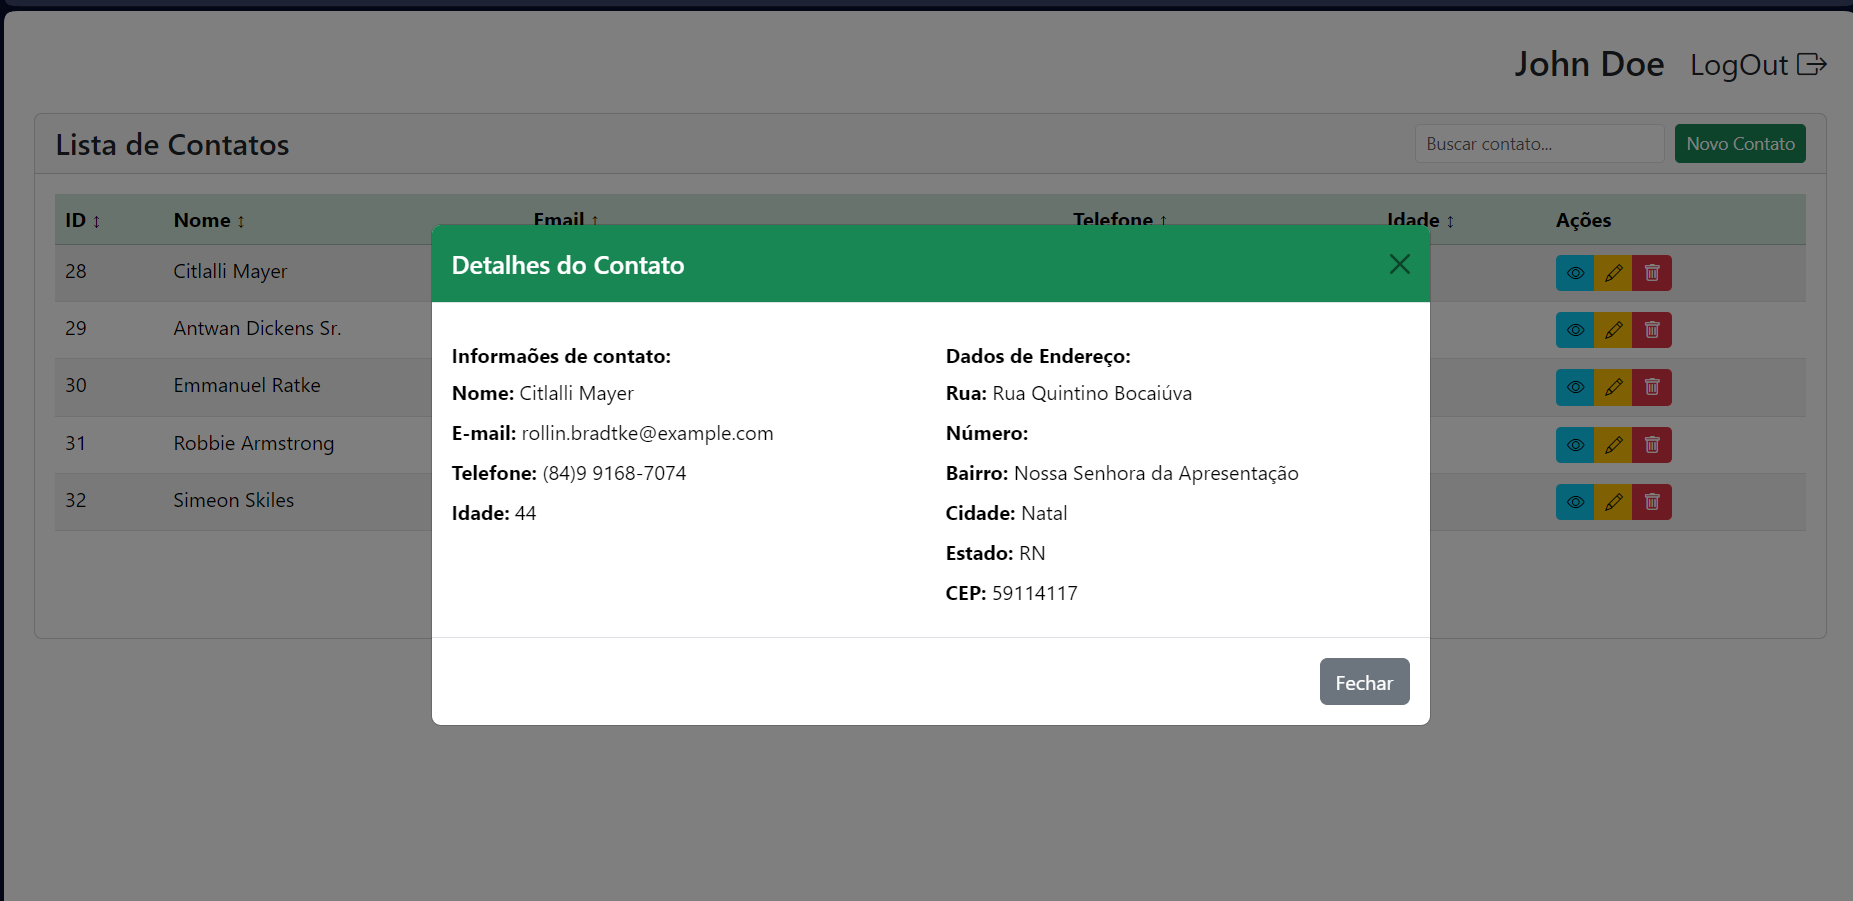 John Doe LogOut
Lista de Contatos Buscar contato... Novo Contato
ID ↕ Nome ↕ Email ↕ Telefone ↕ Idade ↕ Ações
28 Citlalli Mayer
29 Antwan Dickens Sr.
30 Emmanuel Ratke
31 Robbie Armstrong
32 Simeon Skiles
Detalhes do Contato
Informaões de contato:
Nome: Citlalli Mayer
E-mail: rollin.bradtke@example.com
Telefone: (84)9 9168-7074
Idade: 44
Dados de Endereço:
Rua: Rua Quintino Bocaiúva
Número:
Bairro: Nossa Senhora da Apresentação
Cidade: Natal
Estado: RN
CEP: 59114117
Fechar